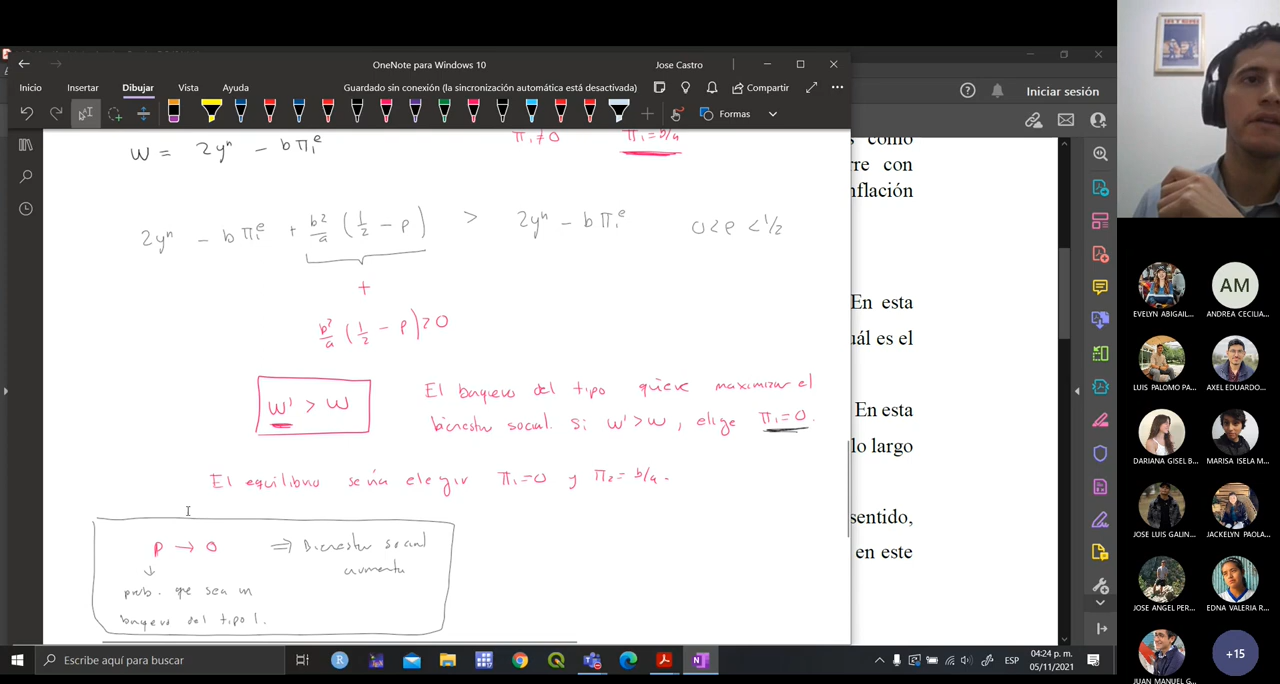 OneNote para Windows 10
Jose Castro
Inicio Insertar Dibujar Vista Ayuda
Guardado sin conexión (la sincronización automática está desactivada)
Compartir
Formas
Iniciar sesión
π₁≠0 π₁=b/a
W = 2yⁿ - bπ₁ᵉ
2yⁿ - bπ₁ᵉ + b²/a (1/2 - ρ) > 2yⁿ - bπ₁ᵉ 0<ρ<1/2
+
b²/a (1/2 - ρ) > 0
W' > W
El banquero del tipo quiere maximizar el
bienestar social. Si W'>W, elige π₁=0.
El equilibrio sería elegir π₁=0 y π₂=b/a.
ρ → 0 ⇒ Bienestar social
aumenta
↓
prob. que sea un
banquero del tipo 1.
como
rre con
nflación
En esta
uál es el
En esta
lo largo
sentido,
en este
EVELYN ABIGAIL...
AM
ANDREA CECILIA...
LUIS PALOMO PA...
AXEL EDUARDO...
DARIANA GISEL B...
MARISA ISELA M...
JOSE LUIS GALIN...
JACKELYN PAOLA...
JOSE ANGEL PER...
EDNA VALERIA R...
JUAN MANUEL G...
+15
Escribe aquí para buscar
ESP
04:24 p. m.
05/11/2021